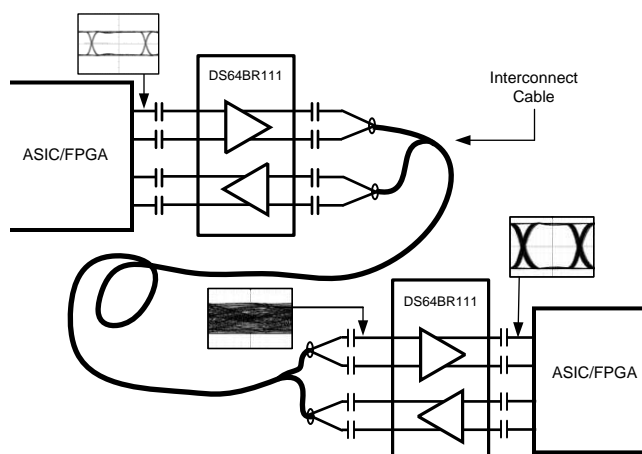 DS64BR111
Interconnect
Cable
ASIC/FPGA
DS64BR111
ASIC/FPGA